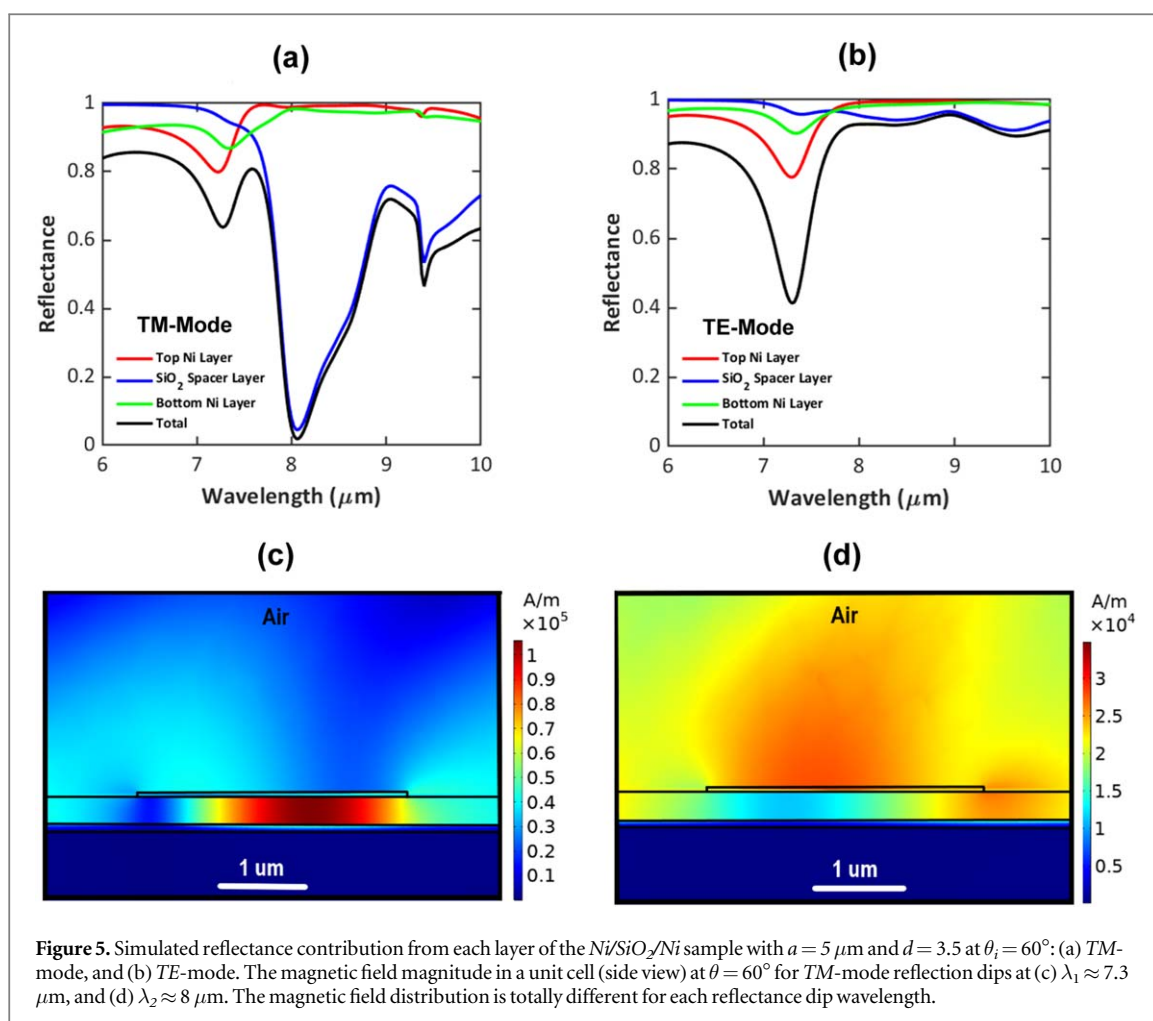 (a)
(b)
1
0.8
0.6
0.4
0.2
0
Reflectance
TM-Mode
Top Ni Layer
SiO2 Spacer Layer
Bottom Ni Layer
Total
6 7 8 9 10
Wavelength (μm)
1
0.8
0.6
0.4
0.2
0
Reflectance
TE-Mode
Top Ni Layer
SiO2 Spacer Layer
Bottom Ni Layer
Total
6 7 8 9 10
Wavelength (μm)
(c)
(d)
Air
1 um
A/m
×10⁵
1
0.9
0.8
0.7
0.6
0.5
0.4
0.3
0.2
0.1
Air
1 um
A/m
×10⁴
3
2.5
2
1.5
1
0.5
Figure 5. Simulated reflectance contribution from each layer of the Ni/SiO2/Ni sample with a = 5 μm and d = 3.5 at θi = 60°: (a) TM-
mode, and (b) TE-mode. The magnetic field magnitude in a unit cell (side view) at θ = 60° for TM-mode reflection dips at (c) λ1 ≈ 7.3
μm, and (d) λ2 ≈ 8 μm. The magnetic field distribution is totally different for each reflectance dip wavelength.